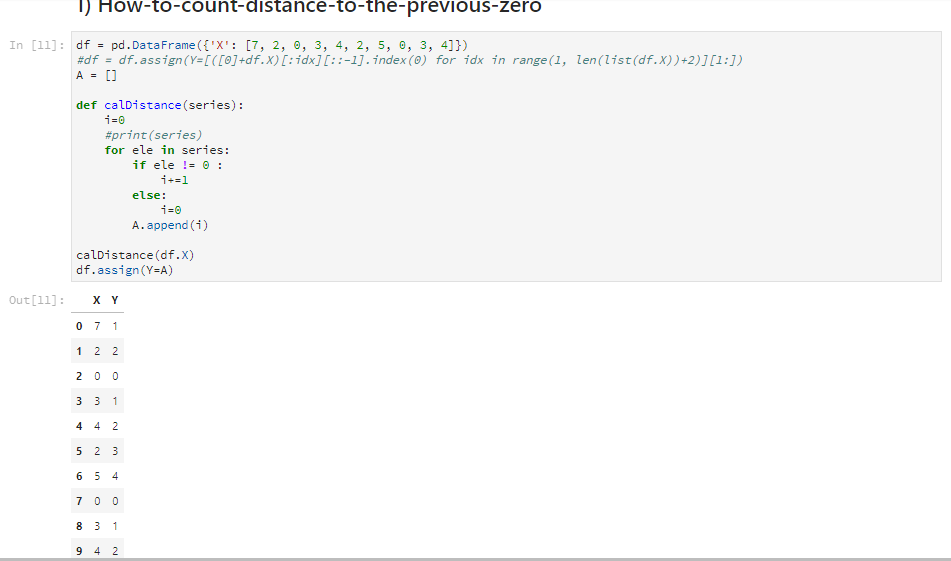 1) How-to-count-distance-to-the-previous-zero
In [11]: df = pd.DataFrame({'X': [7, 2, 0, 3, 4, 2, 5, 0, 3, 4]})
#df = df.assign(Y=[([0]+df.X)[:idx][::-1].index(0) for idx in range(1, len(list(df.X))+2)][1:])
A = []
def calDistance(series):
i=0
#print(series)
for ele in series:
if ele != 0 :
i+=1
else:
i=0
A.append(i)
calDistance(df.X)
df.assign(Y=A)
Out[11]: X Y
0 7 1
1 2 2
2 0 0
3 3 1
4 4 2
5 2 3
6 5 4
7 0 0
8 3 1
9 4 2